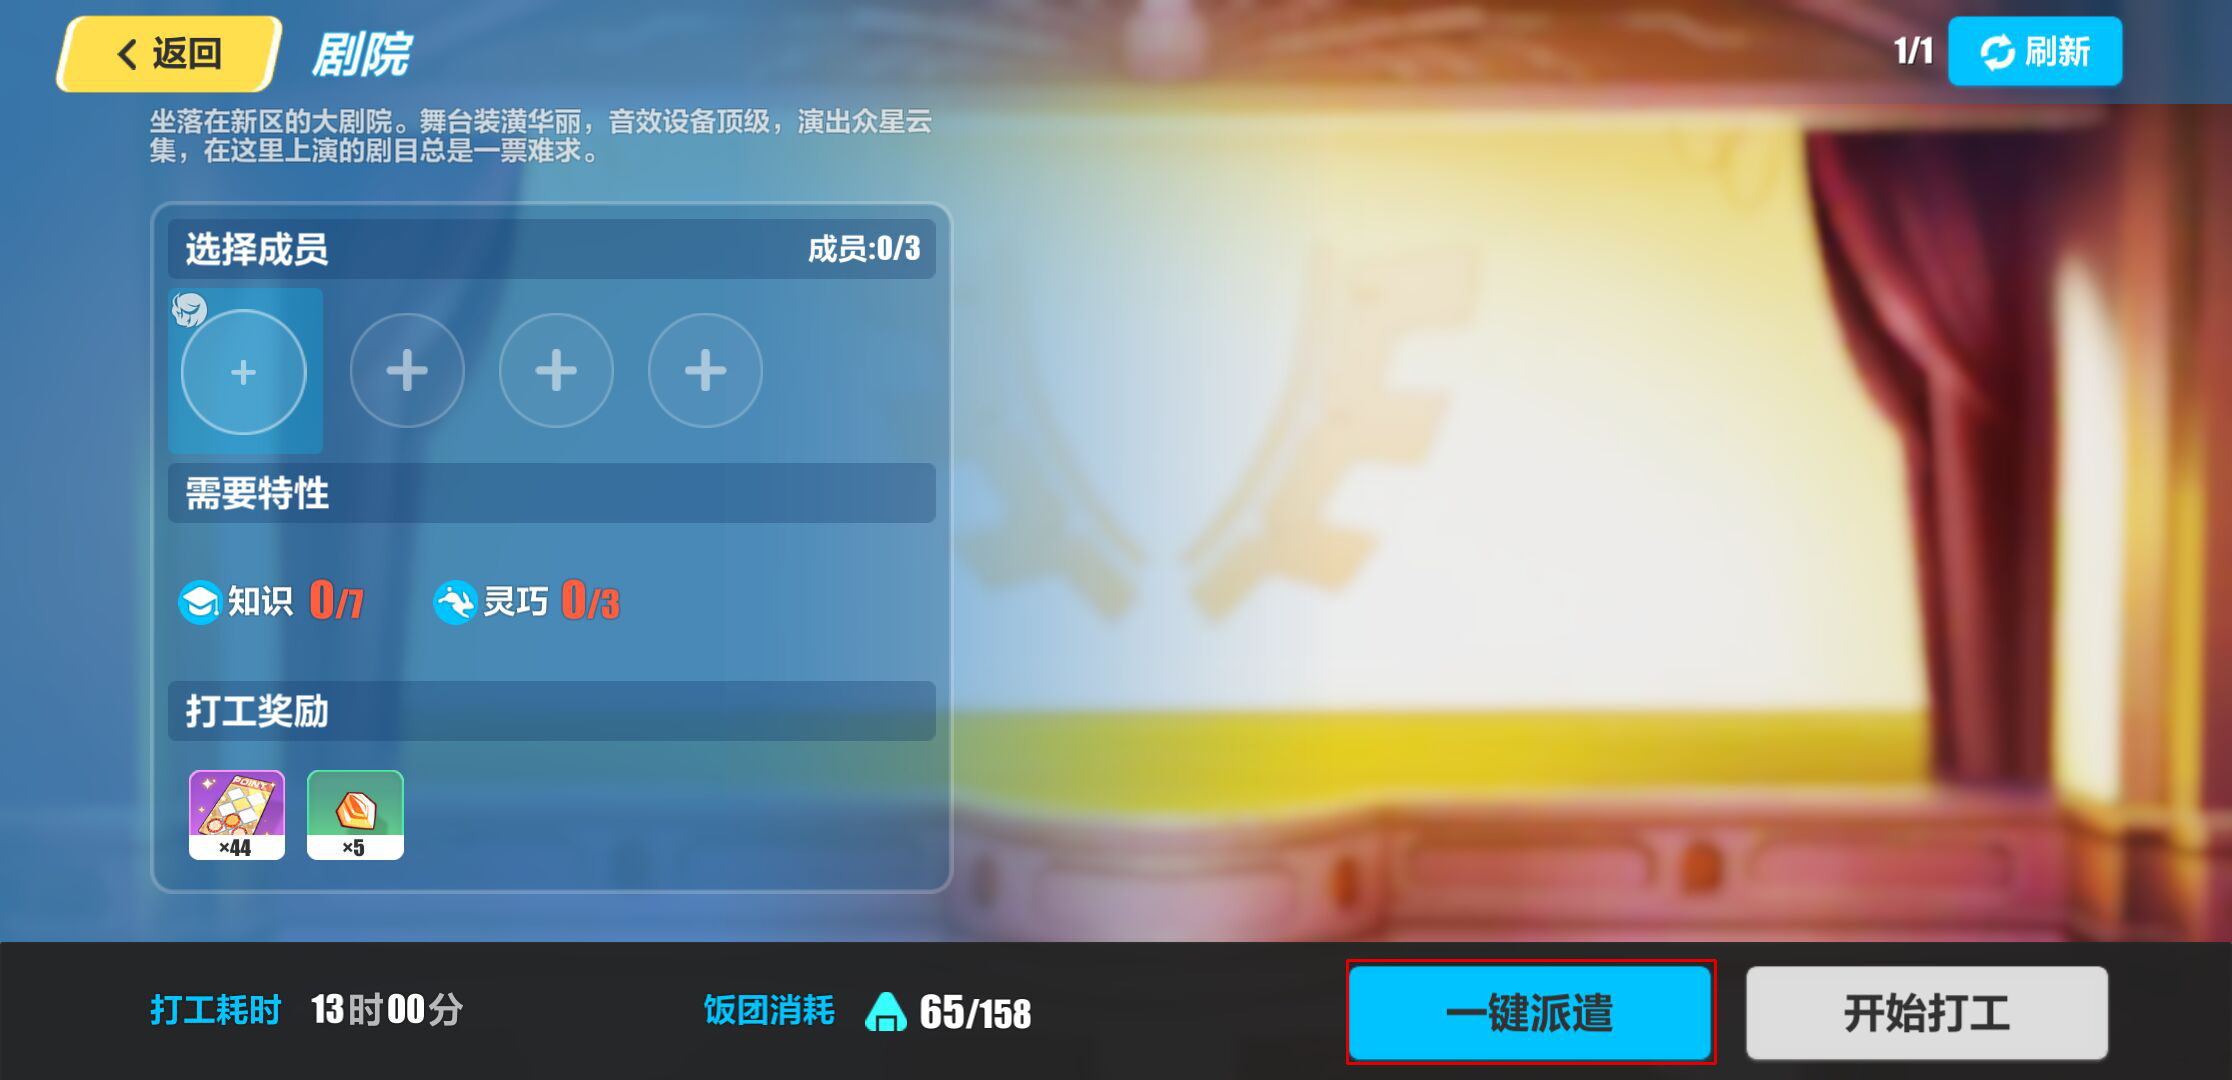 返回
剧院
1/1
刷新
坐落在新区的大剧院。舞台装潢华丽，音效设备顶级，演出众星云
集，在这里上演的剧目总是一票难求。
选择成员
成员:0/3
需要特性
知识 0/7
灵巧 0/3
打工奖励
POINT
×44
×5
打工耗时 13时00分
饭团消耗 65/158
一键派遣
开始打工